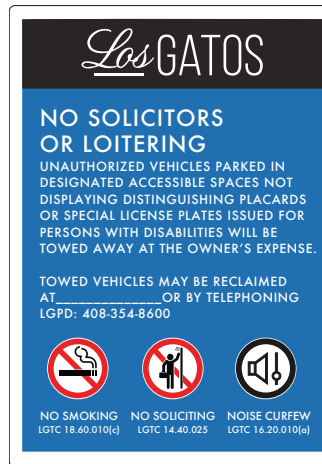 Los GATOS
NO SOLICITORS
OR LOITERING
UNAUTHORIZED VEHICLES PARKED IN
DESIGNATED ACCESSIBLE SPACES NOT
DISPLAYING DISTINGUISHING PLACARDS
OR SPECIAL LICENSE PLATES ISSUED FOR
PERSONS WITH DISABILITIES WILL BE
TOWED AWAY AT THE OWNER'S EXPENSE.
TOWED VEHICLES MAY BE RECLAIMED
AT______________OR BY TELEPHONING
LGPD: 408-354-8600
NO SMOKING
LGTC 18.60.010(c)
NO SOLICITING
LGTC 14.40.025
NOISE CURFEW
LGTC 16.20.010(a)